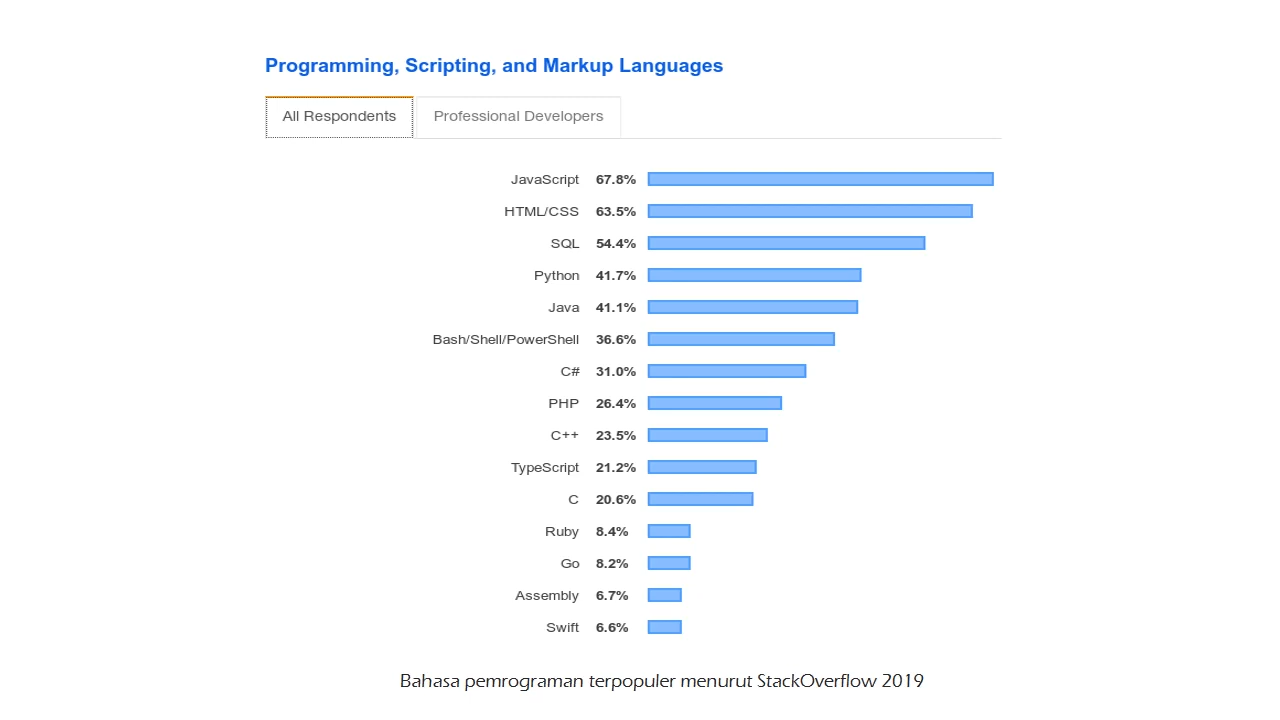 Programming, Scripting, and Markup Languages
All Respondents Professional Developers
JavaScript 67.8%
HTML/CSS 63.5%
SQL 54.4%
Python 41.7%
Java 41.1%
Bash/Shell/PowerShell 36.6%
C# 31.0%
PHP 26.4%
C++ 23.5%
TypeScript 21.2%
C 20.6%
Ruby 8.4%
Go 8.2%
Assembly 6.7%
Swift 6.6%
Bahasa pemrograman terpopuler menurut StackOverflow 2019